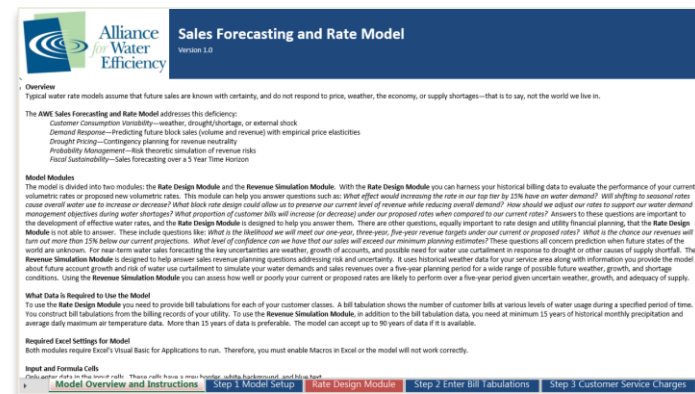 Alliance
for Water
Efficiency
Sales Forecasting and Rate Model
Version 1.0
Overview
Typical water rate models assume that future sales are known with certainty, and do not respond to price, weather, the economy, or supply shortages—that is to say, not the world we live in.
The AWE Sales Forecasting and Rate Model addresses this deficiency:
Customer Consumption Variability—weather, drought/shortage, or external shock
Demand Response—Predicting future block sales (volume and revenue) with empirical price elasticities
Drought Pricing—Contingency planning for revenue neutrality
Probability Management—Risk theoretic simulation of revenue risks
Fiscal Sustainability—Sales forecasting over a 5 Year Time Horizon
Model Modules
The model is divided into two modules: the Rate Design Module and the Revenue Simulation Module. With the Rate Design Module you can harness your historical billing data to evaluate the performance of your current
volumetric rates or proposed new volumetric rates. This module can help you answer questions such as: What effect would increasing the rate in our top tier by 15% have on water demand? Will shifting to seasonal rates
cause overall water use to increase or decrease? What block rate design could allow us to preserve our current level of revenue while reducing overall demand? How should we adjust our rates to support our water demand
management objectives during water shortages? What proportion of customer bills will increase (or decrease) under our proposed rates when compared to our current rates? Answers to these questions are important to
the development of effective water rates, and the Rate Design Module is designed to help you answer them. There are other questions, equally important to rate design and utility financial planning, that the Rate Design
Module is not able to answer. These include questions like: What is the likelihood we will meet our one-year, three-year, five-year revenue targets under our current or proposed rates? What is the chance our revenues will
turn out more than 15% below our current projections. What level of confidence can we have that our sales will exceed our minimum planning estimates? These questions all concern prediction when future states of the
world are unknown. For near-term water sales forecasting the key uncertainties are weather, growth of accounts, and possible need for water use curtailment in response to drought or other causes of supply shortfall. The
Revenue Simulation Module is designed to help answer sales revenue planning questions addressing risk and uncertainty. It uses historical weather data for your service area along with information you provide the model
about future account growth and risk of water use curtailment to simulate your water demands and sales revenues over a five-year planning period for a wide range of possible future weather, growth, and shortage
conditions. Using the Revenue Simulation Module you can assess how well or poorly your current or proposed rates are likely to perform over a five-year period given uncertain weather, growth, and adequacy of supply.
What Data is Required to Use the Model
To use the Rate Design Module you need to provide bill tabulations for each of your customer classes. A bill tabulation shows the number of customer bills at various levels of water usage during a specified period of time.
You construct bill tabulations from the billing records of your utility. To use the Revenue Simulation Module, in addition to the bill tabulation data, you need at minimum 15 years of historical monthly precipitation and
average daily maximum air temperature data. More than 15 years of data is preferable. The model can accept up to 90 years of data if it is available.
Required Excel Settings for Model
Both modules require Excel's Visual Basic for Applications to run. Therefore, you must enable Macros in Excel or the model will not work correctly.
Input and Formula Cells
Only enter data in the input cells. These cells have a gray border, white background, and blue text.
Model Overview and Instructions Step 1 Model Setup Rate Design Module Step 2 Enter Bill Tabulations Step 3 Customer Service Charges